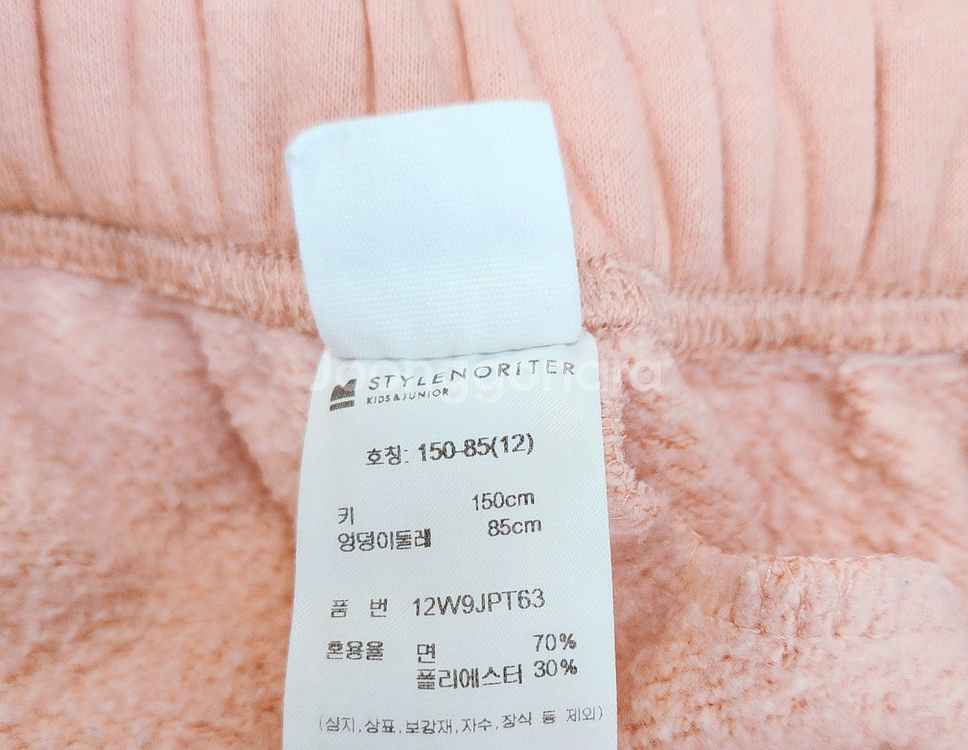 Joonggonara
STYLENORITER
KIDS & JUNIOR
호칭: 150-85(12)
키 150cm
엉덩이둘레 85cm
품 번 12W9JPT63
혼용율 면 70%
폴리에스터 30%
(심지,상표,보강재,자수,장식 등 제외)